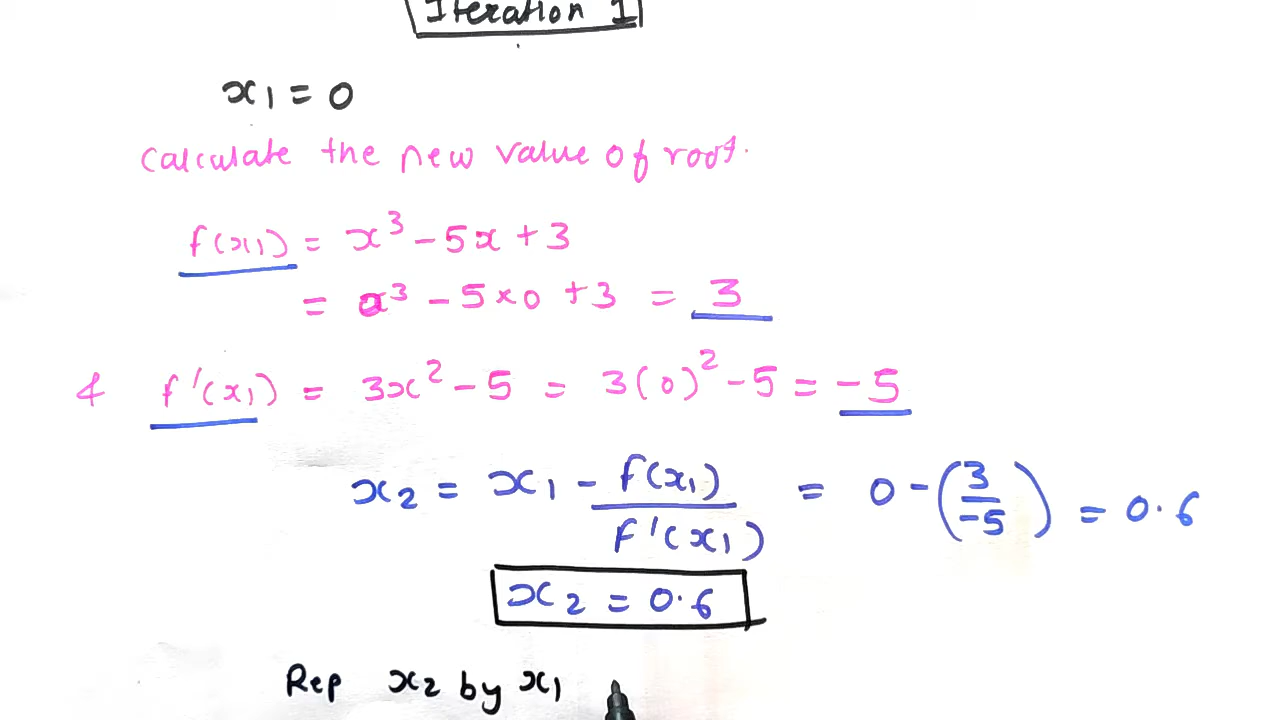 Iteration 1
x₁ = 0
Calculate the new value of root.
f(x₁) = x³ - 5x + 3
= 0³ - 5×0 + 3 = 3
& f'(x₁) = 3x² - 5 = 3(0)² - 5 = -5
x₂ = x₁ - f(x₁)/f'(x₁) = 0 - (3/-5) = 0.6
x₂ = 0.6
Rep x₂ by x₁